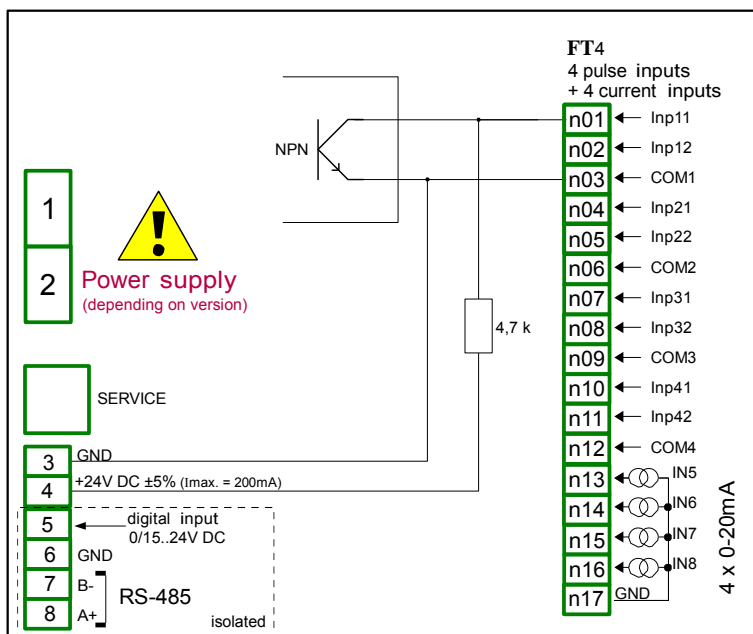 FT4
4 pulse inputs
+ 4 current inputs
n01 Inp11
NPN
n02 Inp12
n03 COM1
1
n04 Inp21
n05 Inp22
!
n06 COM2
2
Power supply
(depending on version)
n07 Inp31
n08 Inp32
4,7 k
n09 COM3
n10 Inp41
SERVICE
n11 Inp42
n12 COM4
3 GND
4 +24V DC ±5% (Imax. = 200mA)
n13 IN5
n14 IN6
n15 IN7
n16 IN8
n17 GND
4 x 0-20mA
5 digital input
0/15..24V DC
6 GND
7 B-
RS-485
8 A+
isolated